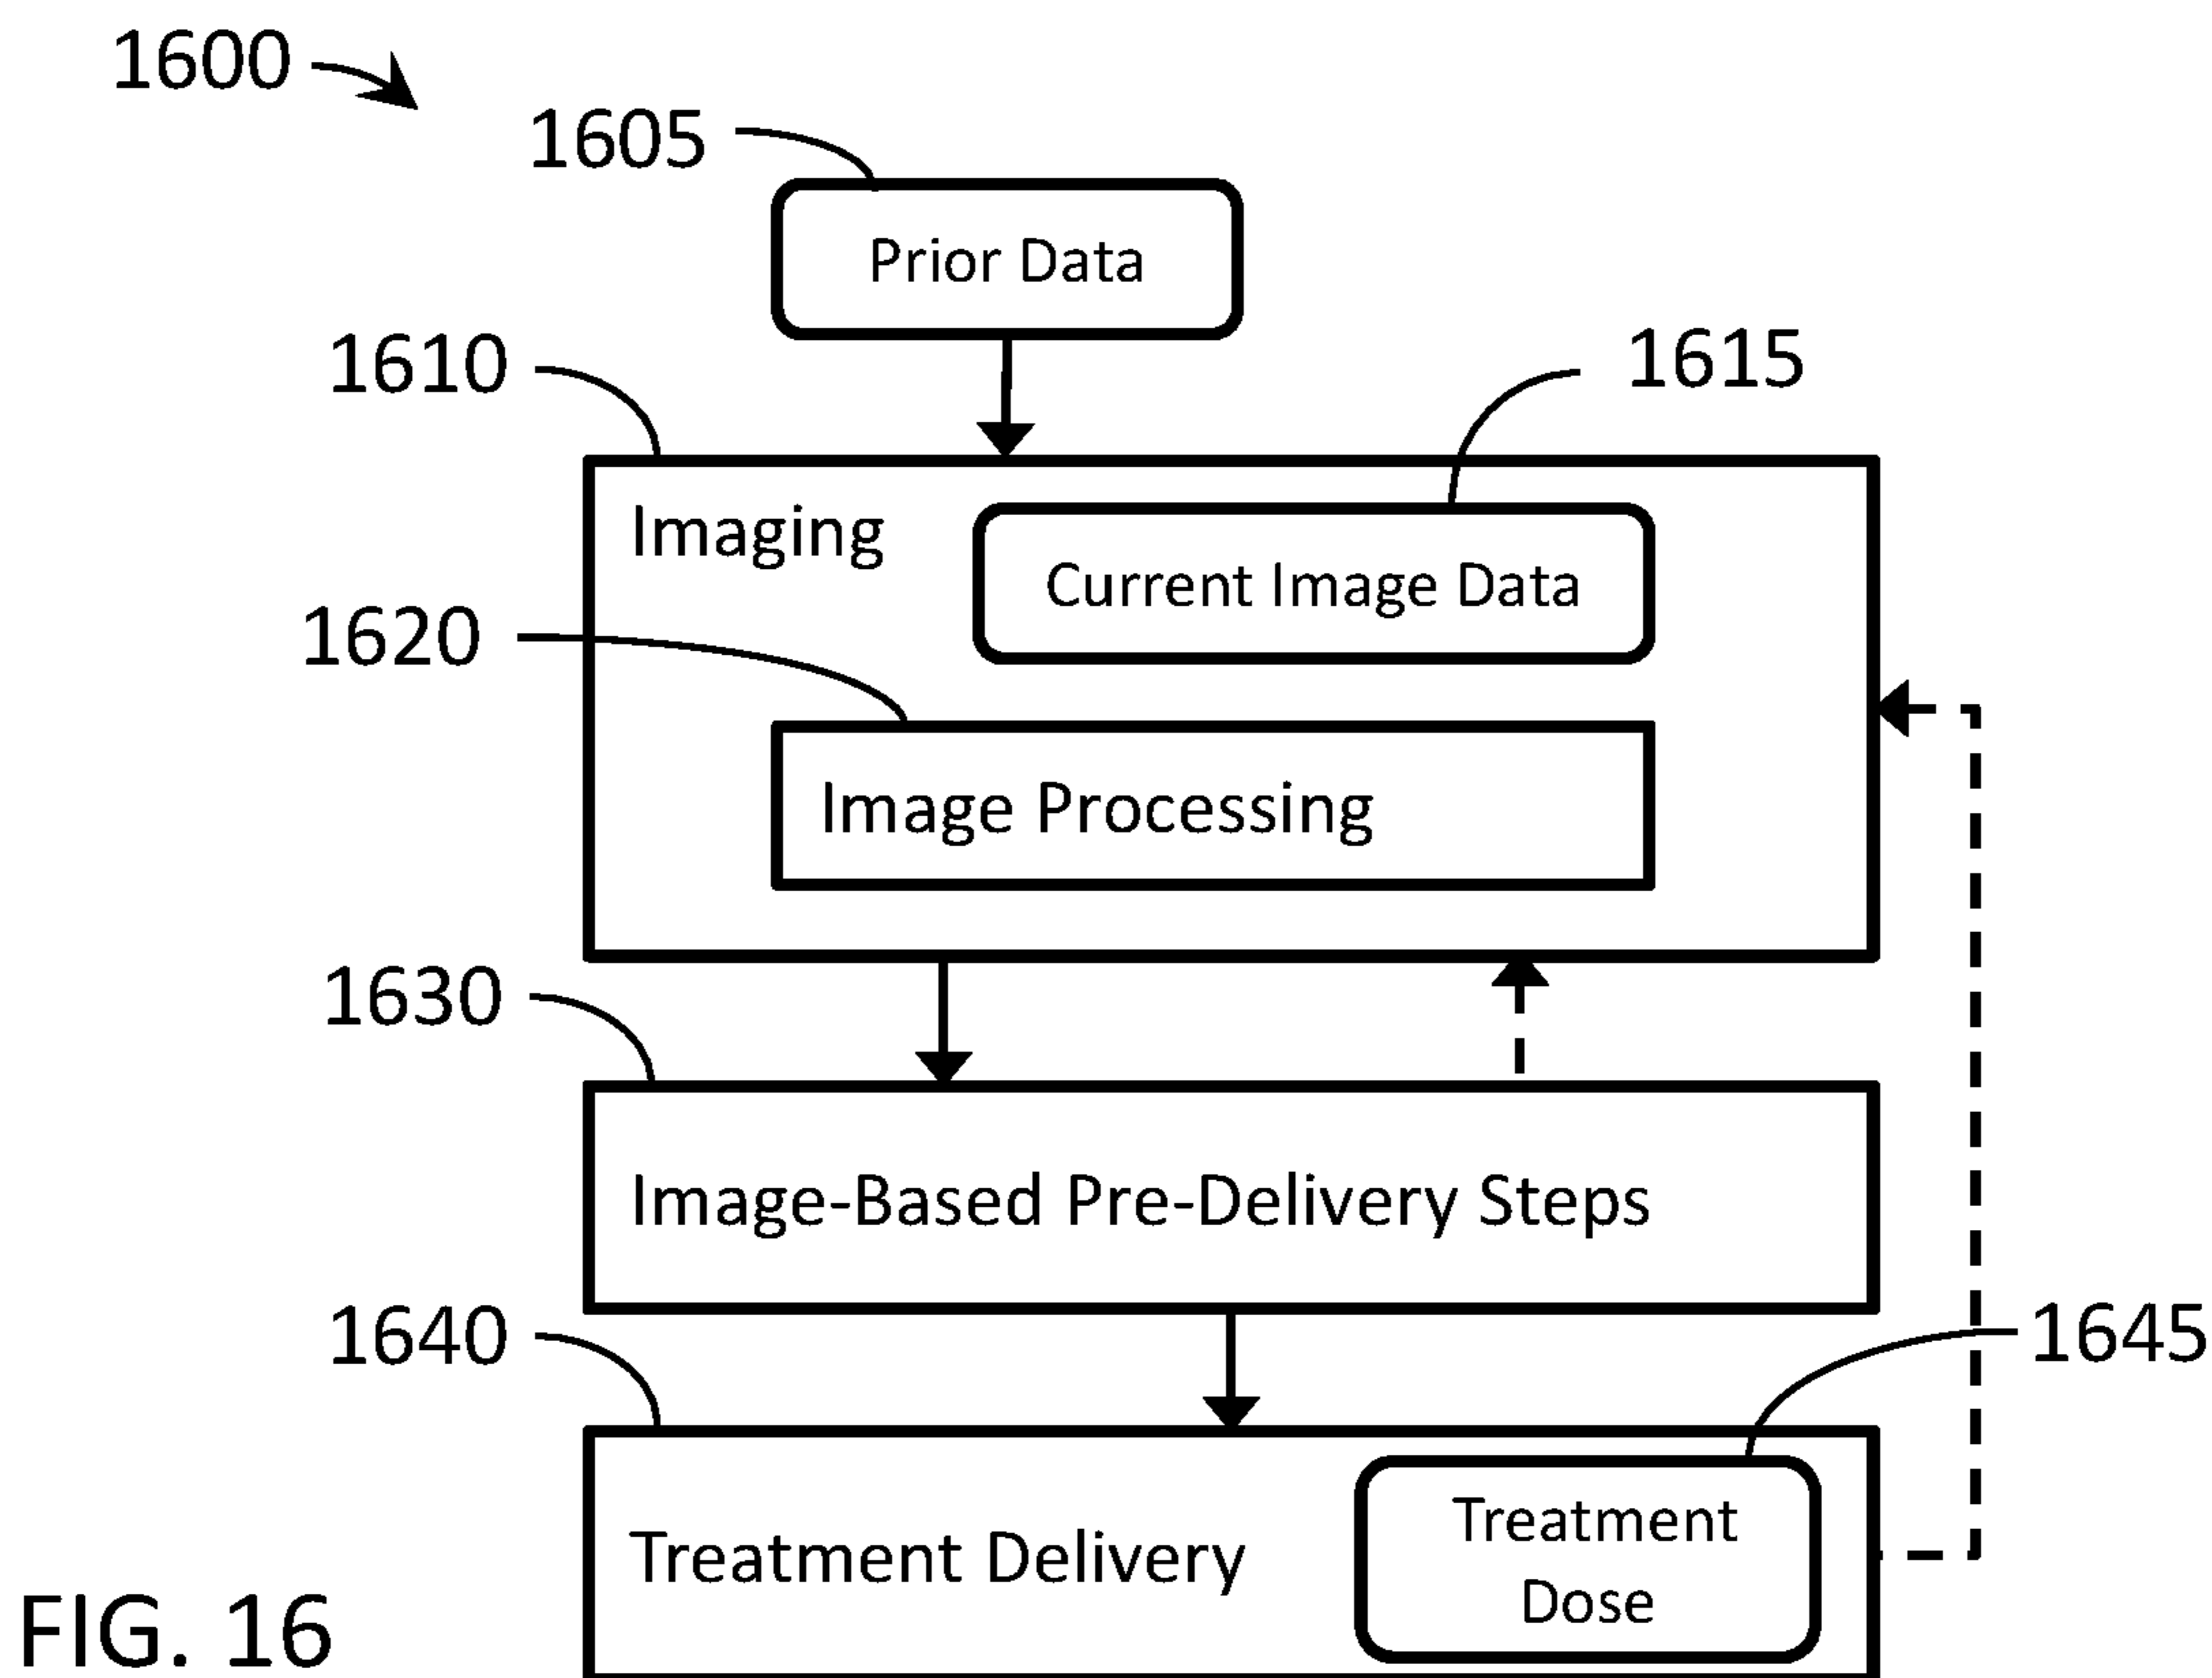 1600
1605
Prior Data
1610
1615
Imaging
Current Image Data
1620
Image Processing
1630
Image-Based Pre-Delivery Steps
1640
1645
Treatment Delivery
Treatment
Dose
FIG. 16